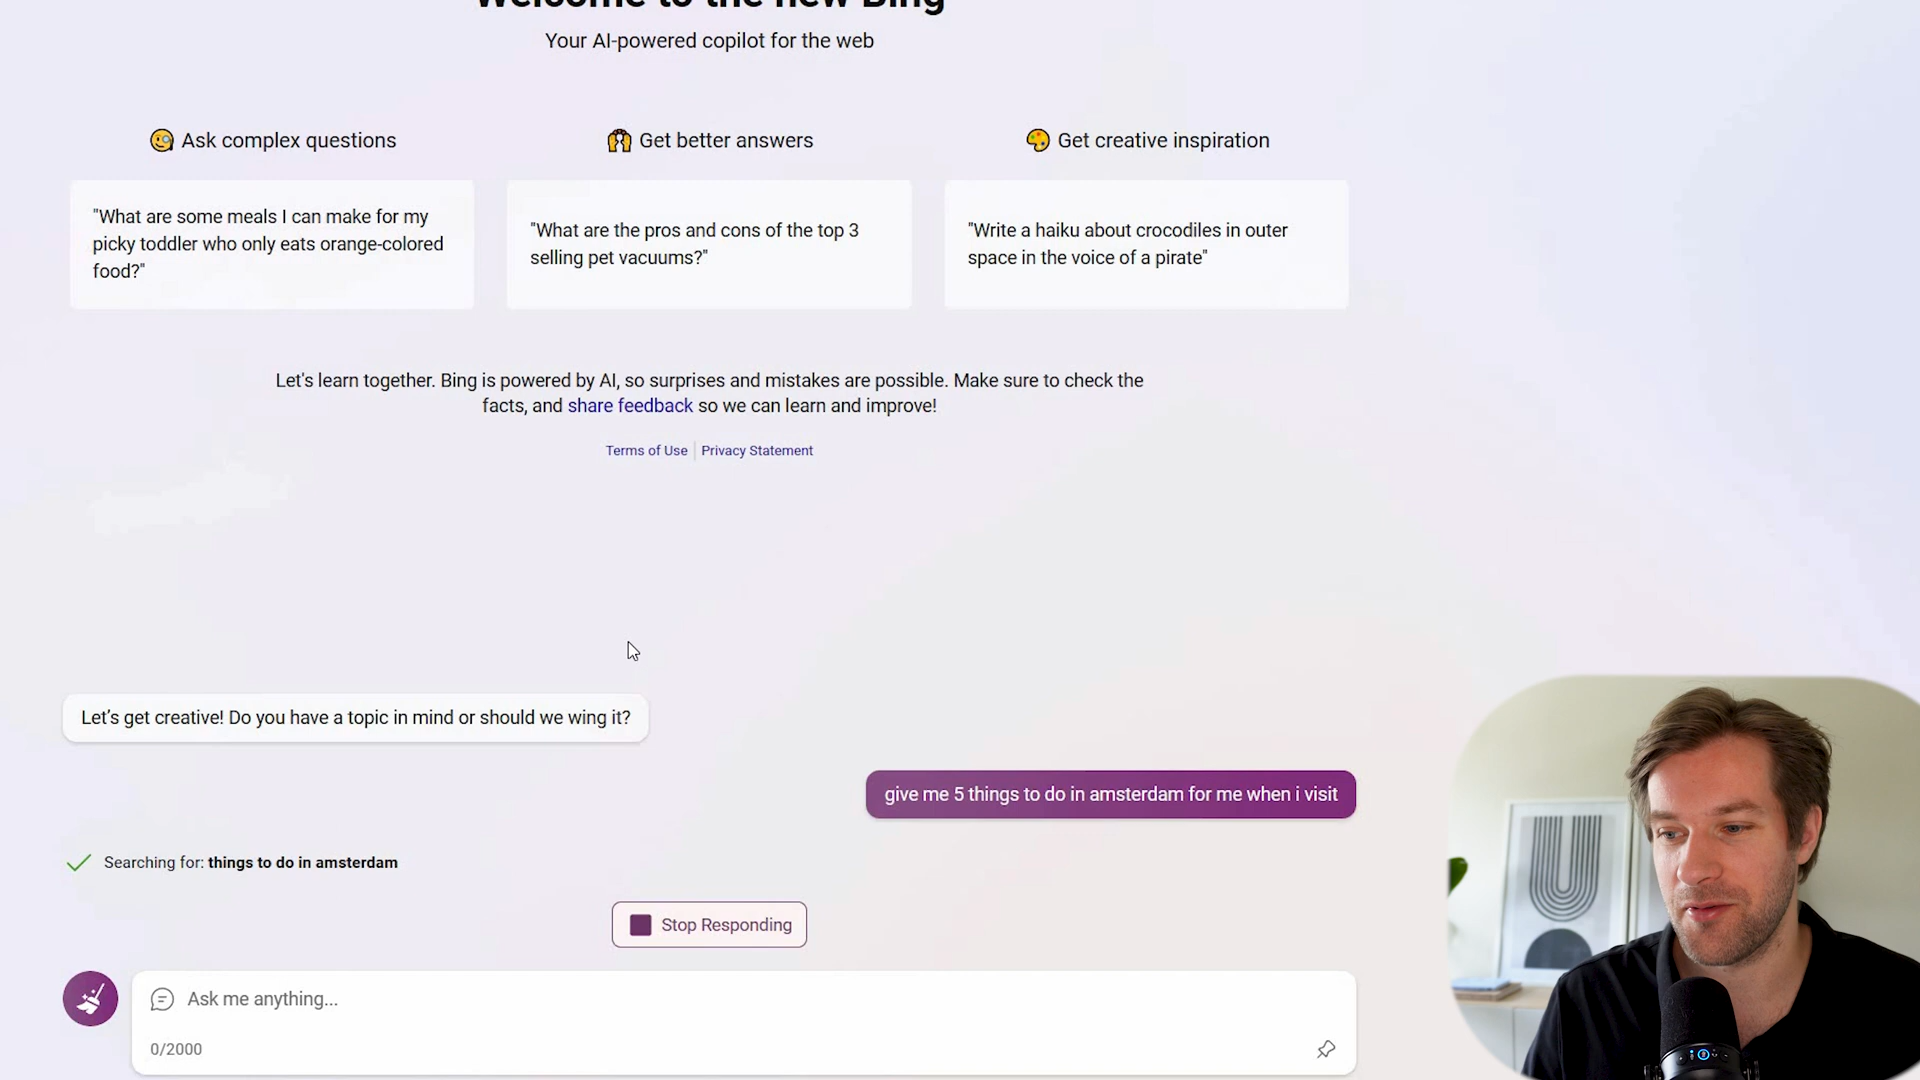 Welcome to the new Bing
Your AI-powered copilot for the web
Ask complex questions
Get better answers
Get creative inspiration
"What are some meals I can make for my
picky toddler who only eats orange-colored
food?"
"What are the pros and cons of the top 3
selling pet vacuums?"
"Write a haiku about crocodiles in outer
space in the voice of a pirate"
Let's learn together. Bing is powered by AI, so surprises and mistakes are possible. Make sure to check the
facts, and share feedback so we can learn and improve!
Terms of Use | Privacy Statement
Let’s get creative! Do you have a topic in mind or should we wing it?
give me 5 things to do in amsterdam for me when i visit
Searching for: things to do in amsterdam
Stop Responding
Ask me anything...
0/2000